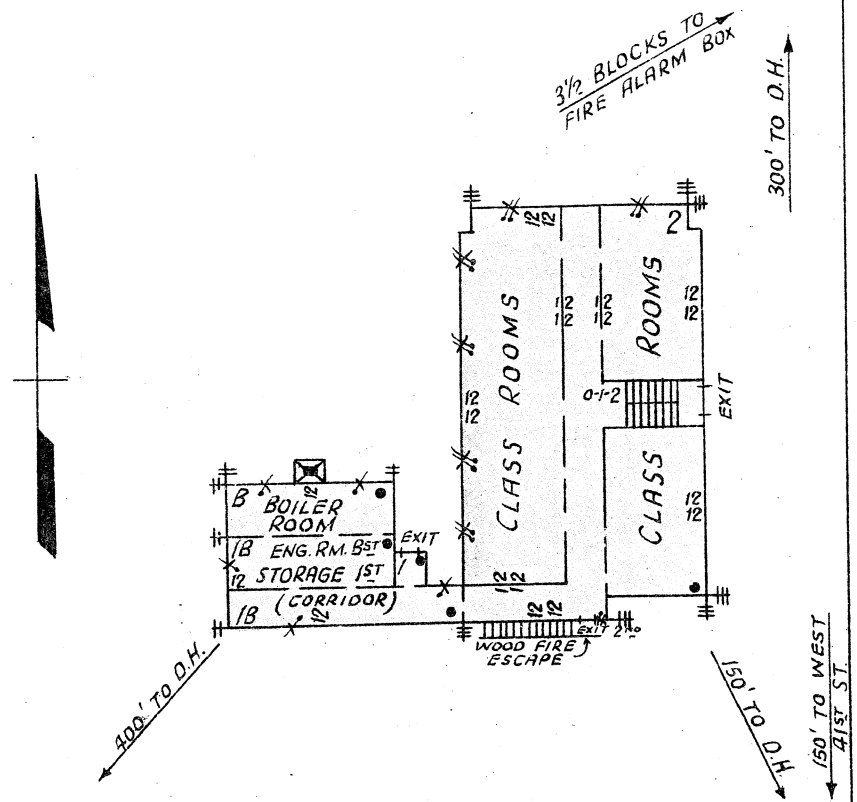 3 1/2 BLOCKS TO
FIRE ALARM BOX
300' TO D.H.
12
12
2
CLASS ROOMS
12
12
12
12
ROOMS
12
12
12
12
0-1-2
EXIT
CLASS
12
12
B
12
BOILER
ROOM
1B
ENG. RM. BST
EXIT
1
12
STORAGE 1ST
(CORRIDOR)
1B
12
12
12
12
12
EXIT 2ND
WOOD FIRE
ESCAPE
400' TO D.H.
150' TO D.H.
150' TO WEST
41ST ST.